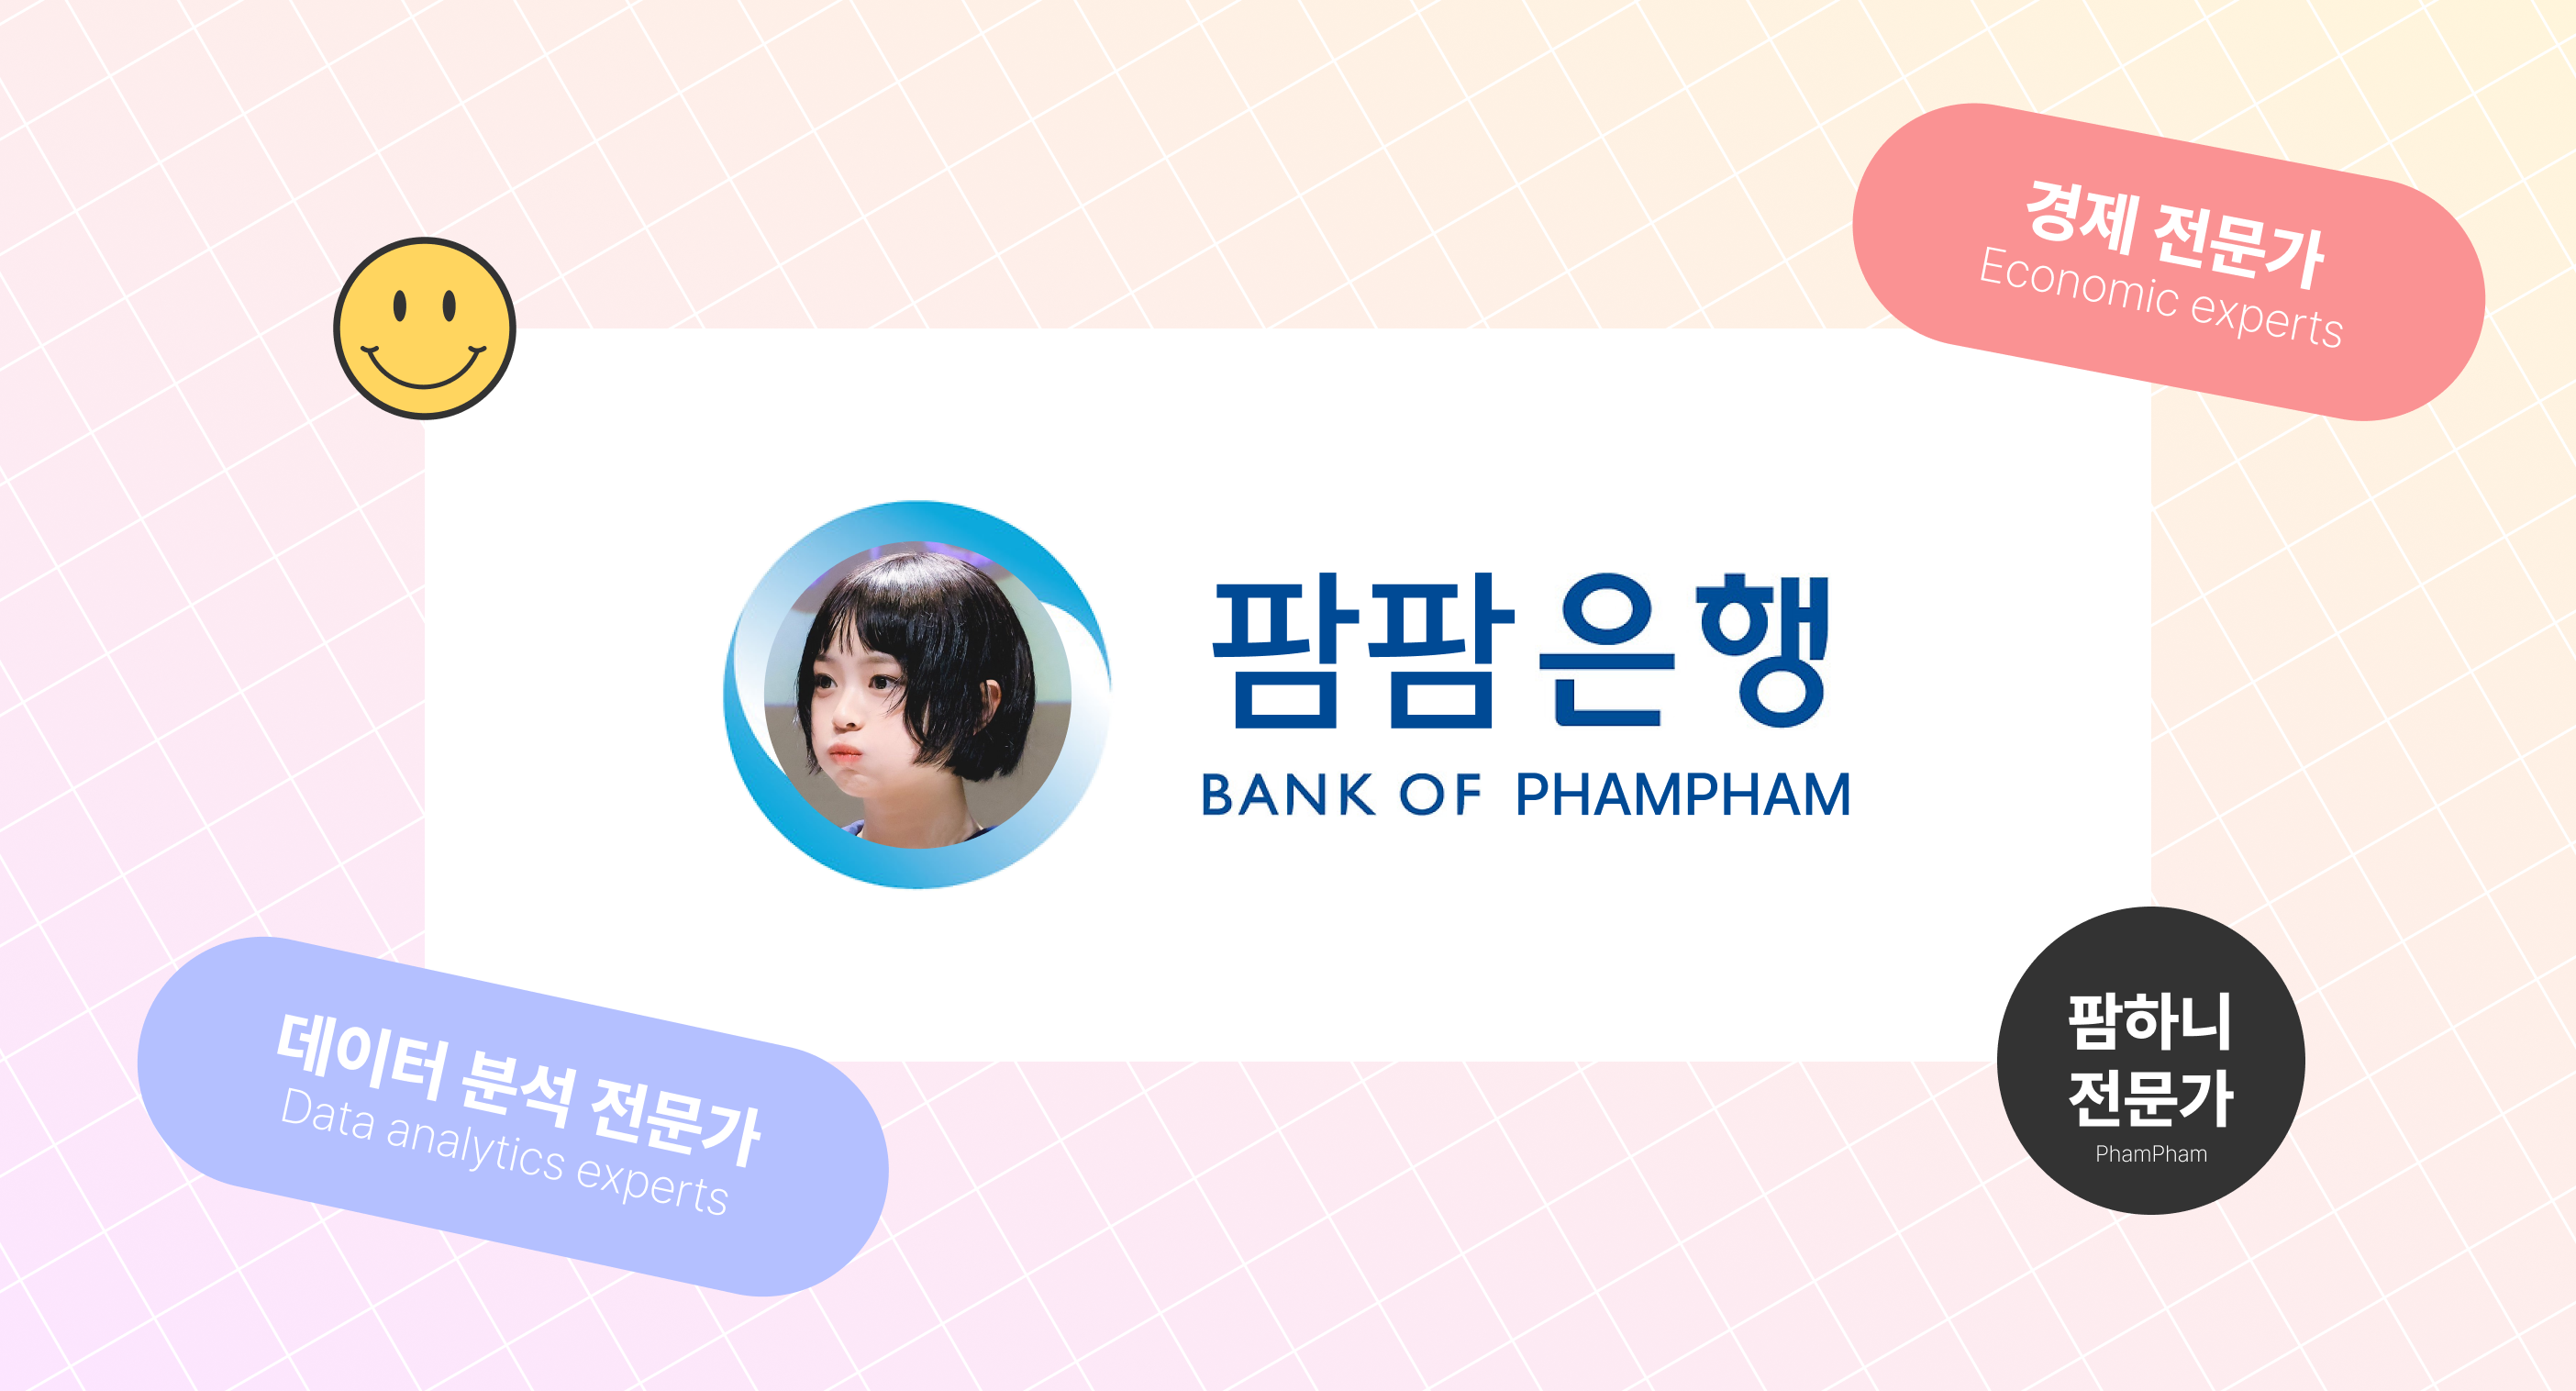 경제 전문가
Economic experts
팜팜은행
BANK OF PHAMPHAM
데이터 분석 전문가
Data analytics experts
팜하니
전문가
PhamPham